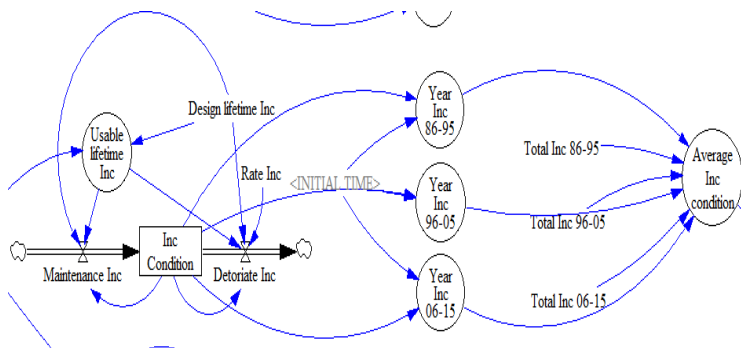 Design lifetime Inc
Usable
lifetime
Inc
Rate Inc
<INITIAL TIME>
Inc
Condition
Maintenance Inc
Detoriate Inc
Year
Inc
86-95
Year
Inc
96-05
Year
Inc
06-15
Total Inc 86-95
Total Inc 96-05
Total Inc 06-15
Average
Inc
condition